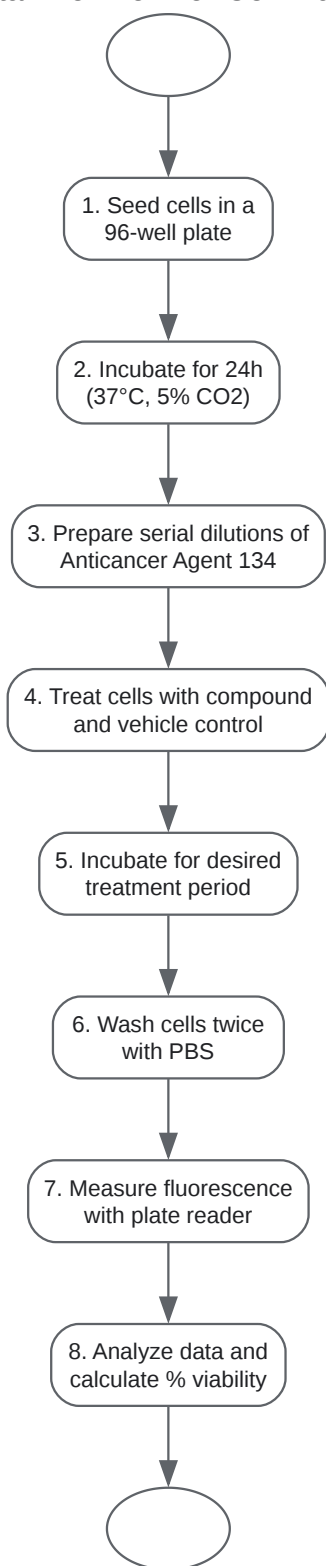 1. Seed cells in a
96-well plate
2. Incubate for 24h
(37°C, 5% CO2)
3. Prepare serial dilutions of
Anticancer Agent 134
4. Treat cells with compound
and vehicle control
5. Incubate for desired
treatment period
6. Wash cells twice
with PBS
7. Measure fluorescence
with plate reader
8. Analyze data and
calculate % viability